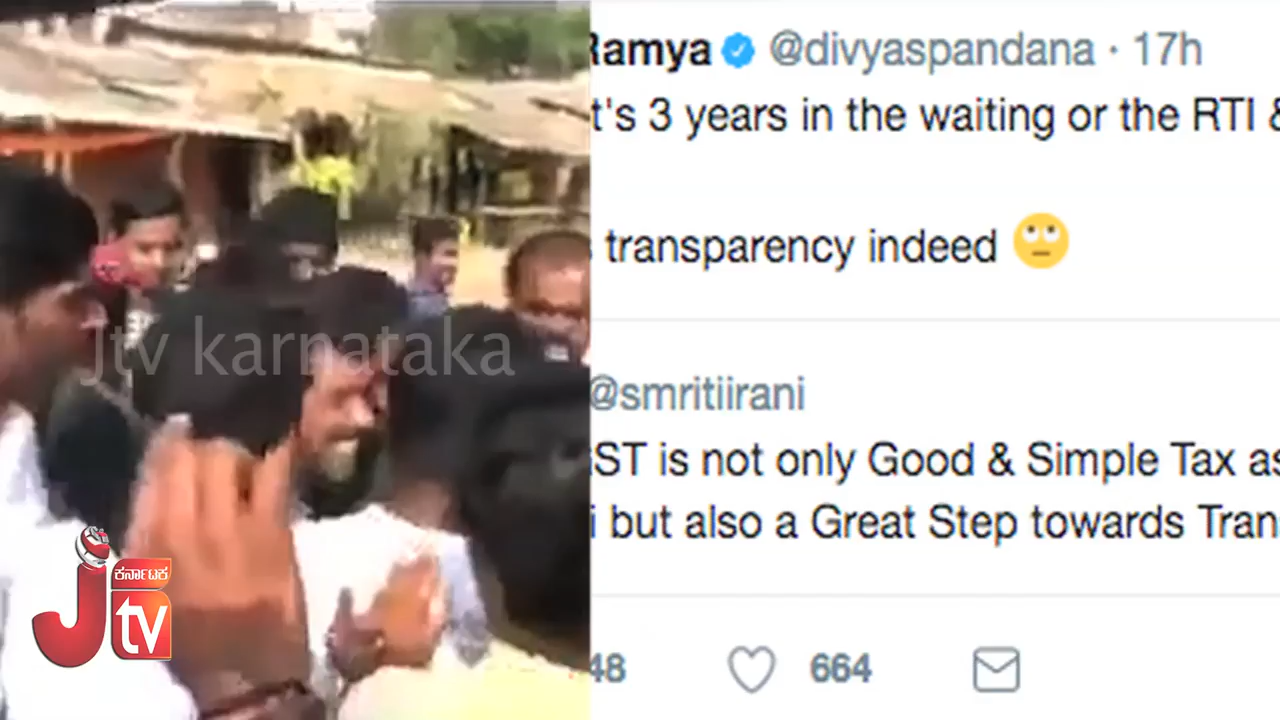 Ramya @divyaspandana · 17h
t's 3 years in the waiting or the RTI &
transparency indeed 🙄
@smritiirani
ST is not only Good & Simple Tax as
i but also a Great Step towards Tran
48 664
jtv karnataka
J ಕರ್ನಾಟಕ
tv